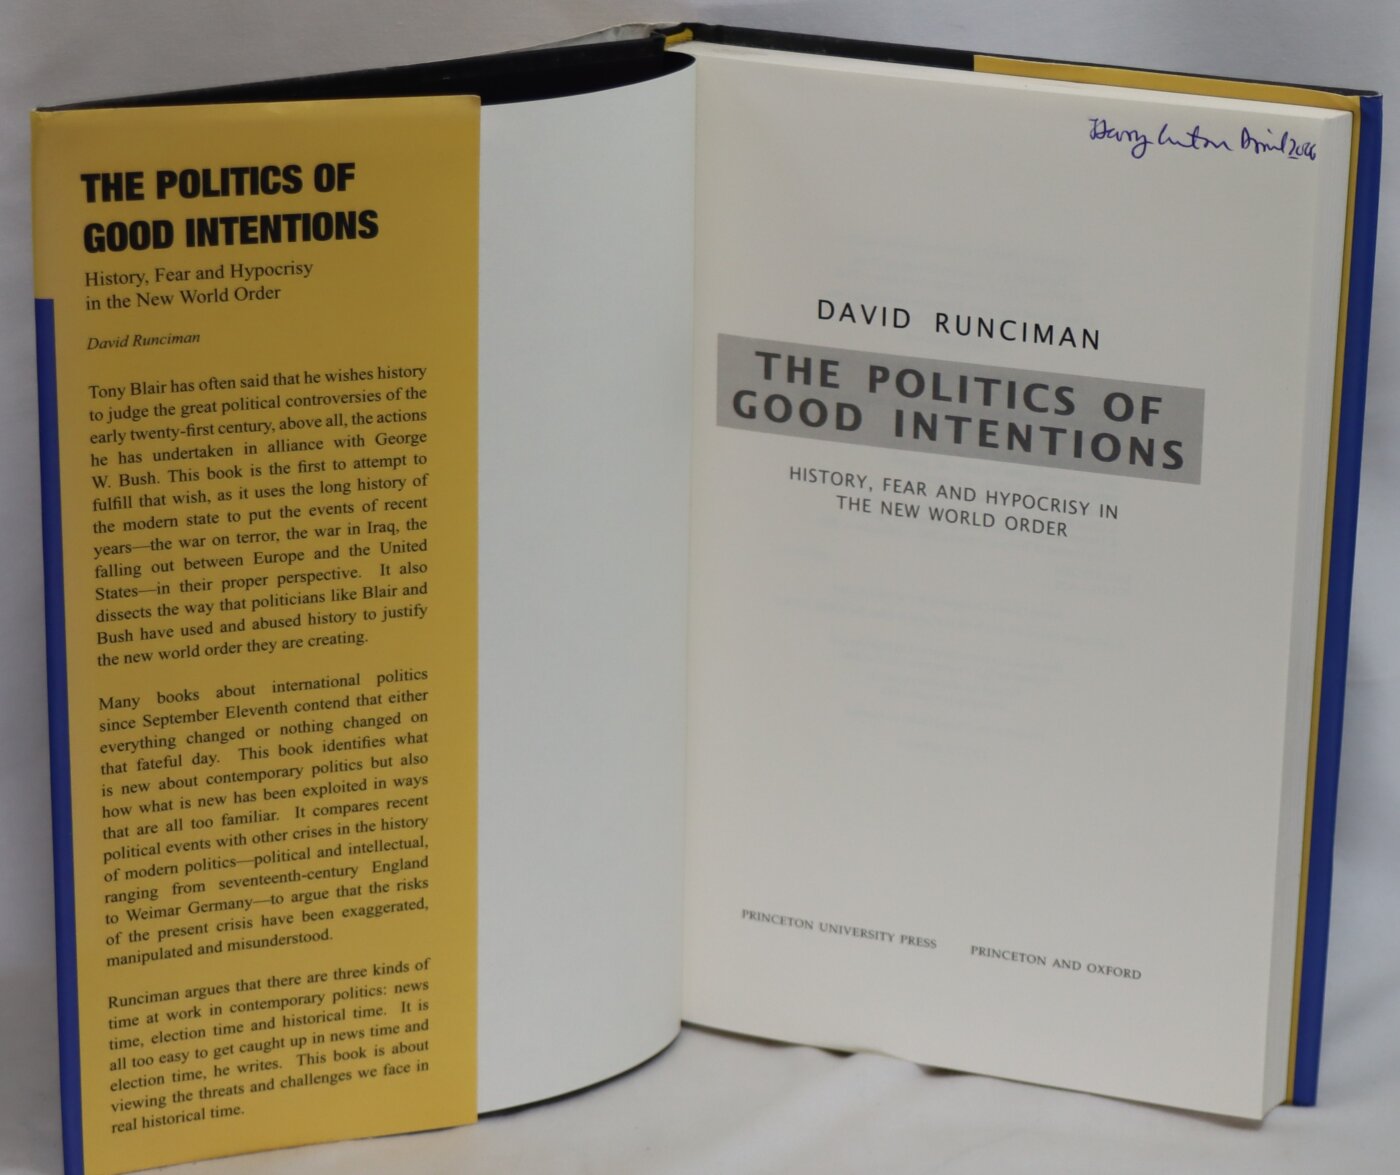 THE POLITICS OF
GOOD INTENTIONS
History, Fear and Hypocrisy
in the New World Order
David Runciman
Tony Blair has often said that he wishes history
to judge the great political controversies of the
early twenty-first century, above all, the actions
he has undertaken in alliance with George
W. Bush. This book is the first to attempt to
fulfill that wish, as it uses the long history of
the modern state to put the events of recent
years—the war on terror, the war in Iraq, the
falling out between Europe and the United
States—in their proper perspective. It also
dissects the way that politicians like Blair and
Bush have used and abused history to justify
the new world order they are creating.
Many books about international politics
since September Eleventh contend that either
everything changed or nothing changed on
that fateful day. This book identifies what
is new about contemporary politics but also
how what is new has been exploited in ways
that are all too familiar. It compares recent
political events with other crises in the history
of modern politics—political and intellectual,
ranging from seventeenth-century England
to Weimar Germany—to argue that the risks
of the present crisis have been exaggerated,
manipulated and misunderstood.
Runciman argues that there are three kinds of
time at work in contemporary politics: news
time, election time and historical time. It is
all too easy to get caught up in news time and
election time, he writes. This book is about
viewing the threats and challenges we face in
real historical time.
DAVID RUNCIMAN
THE POLITICS OF
GOOD INTENTIONS
HISTORY, FEAR AND HYPOCRISY IN
THE NEW WORLD ORDER
PRINCETON UNIVERSITY PRESS PRINCETON AND OXFORD